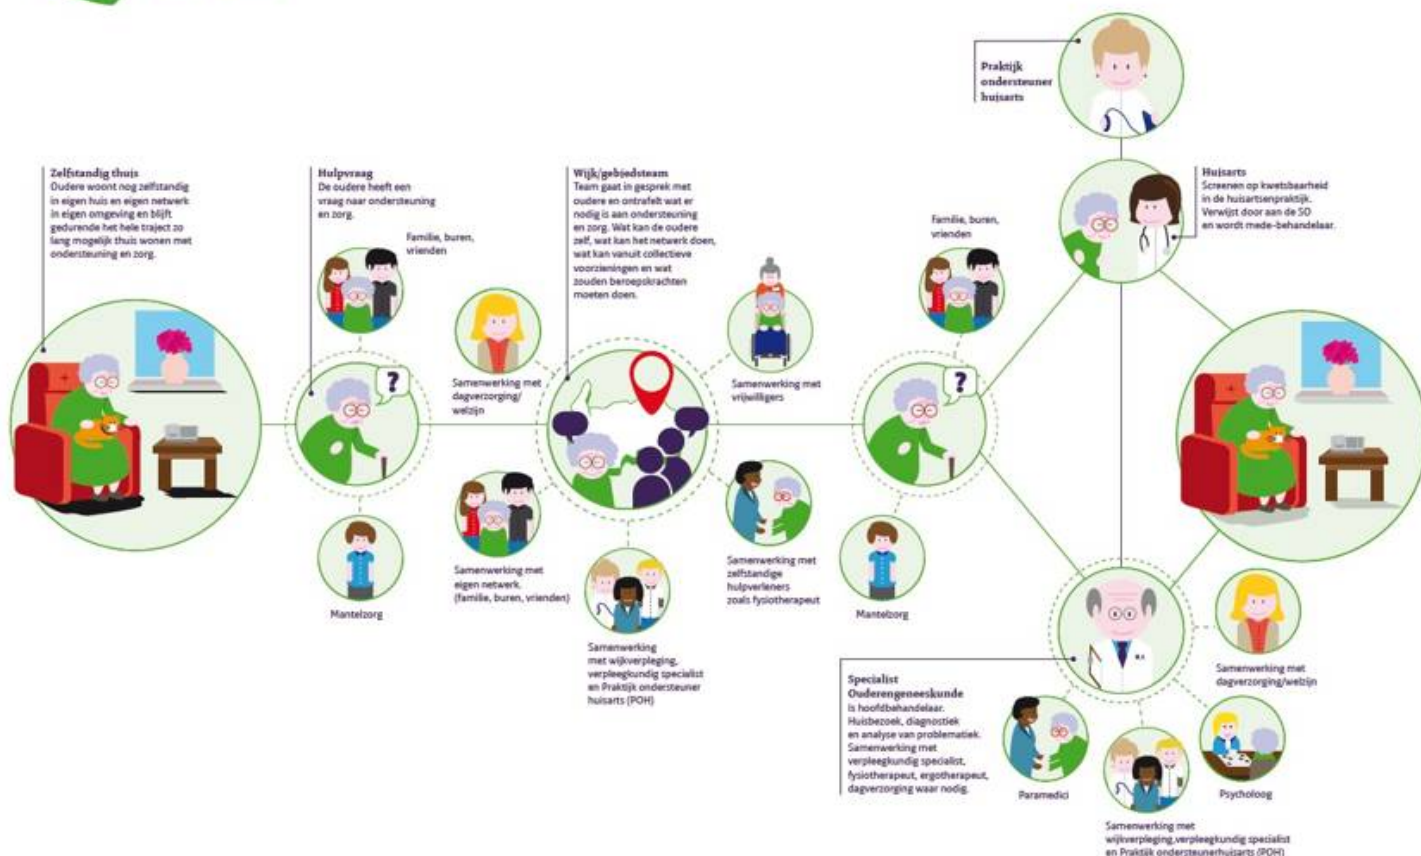 Zelfstandig thuis
Oudere woont nog zelfstandig
in eigen huis en eigen netwerk
in eigen omgeving en blijft
gedurende het hele traject zo
lang mogelijk thuis wonen met
ondersteuning en zorg.
Hulpvraag
De oudere heeft een
vraag naar ondersteuning
en zorg.
Familie, buren,
vrienden
?
Mantelzorg
Wijk/gebiedsteam
Team gaat in gesprek met
oudere en ontrafelt wat er
nodig is aan ondersteuning
en zorg. Wat kan de oudere
zelf, wat kan het netwerk doen,
wat kan vanuit collectieve
voorzieningen en wat
zouden beroepskrachten
moeten doen.
Samenwerking met
dagverzorging/
welzijn
Samenwerking met
vrijwilligers
Samenwerking met
eigen netwerk.
(familie, buren, vrienden)
Samenwerking
met wijkverpleging,
verpleegkundig specialist
en Praktijk ondersteuner
huisarts (POH)
Samenwerking met
zelfstandige
hulpverleners
zoals fysiotherapeut
Familie, buren,
vrienden
?
Mantelzorg
Praktijk
ondersteuner
huisarts
Huisarts
Screenen op kwetsbaarheid
in de huisartsenpraktijk.
Verwijst door aan de SO
en wordt mede-behandelaar.
Specialist
Ouderengeneeskunde
Is hoofdbehandelaar.
Huisbezoek, diagnostiek
en analyse van problematiek.
Samenwerking met
verpleegkundig specialist,
fysiotherapeut, ergotherapeut,
dagverzorging waar nodig.
Samenwerking met
dagverzorging/welzijn
Paramedici
Psycholoog
Samenwerking met
wijkverpleging,verpleegkundig specialist
en Praktijk ondersteunerhuisarts (POH)